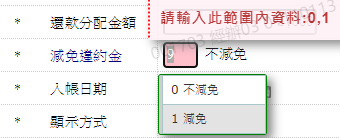 * 還款分配金額
請輸入此範圍內資料:0,1
* 減免違約金 9 不減免
* 入帳日期
0 不減免
1 減免
* 顯示方式